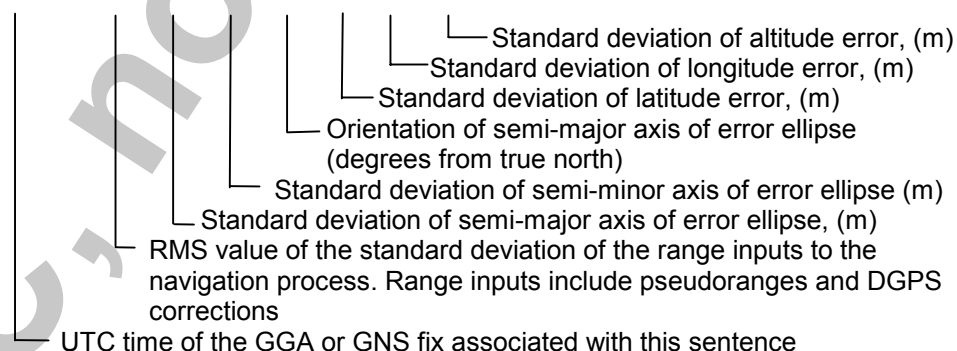 Standard deviation of altitude error, (m)
Standard deviation of longitude error, (m)
Standard deviation of latitude error, (m)
Orientation of semi-major axis of error ellipse
(degrees from true north)
Standard deviation of semi-minor axis of error ellipse (m)
Standard deviation of semi-major axis of error ellipse, (m)
RMS value of the standard deviation of the range inputs to the
navigation process. Range inputs include pseudoranges and DGPS
corrections
UTC time of the GGA or GNS fix associated with this sentence